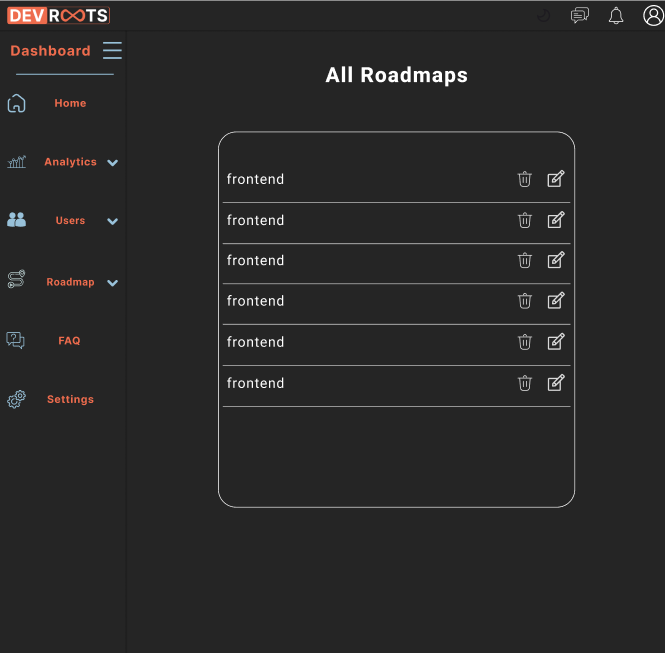 DEVROOTS
Dashboard
Home
Analytics
Users
Roadmap
FAQ
Settings
All Roadmaps
frontend
frontend
frontend
frontend
frontend
frontend